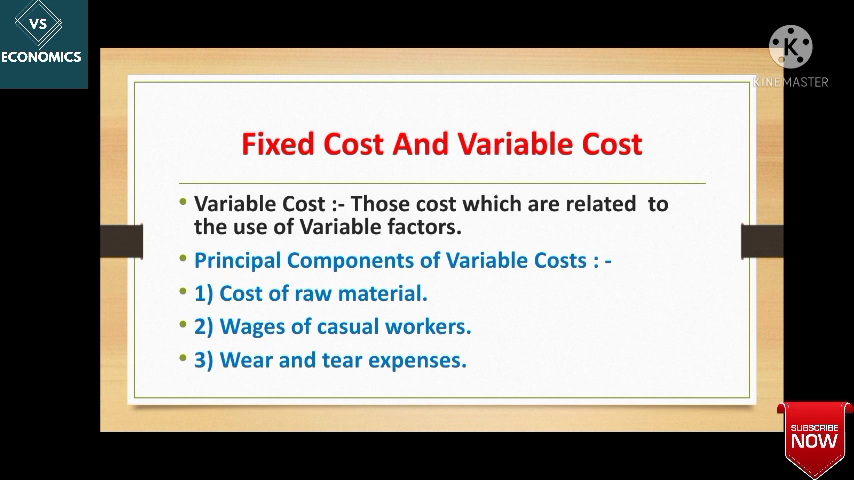 VS
ECONOMICS
K
KINEMASTER
Fixed Cost And Variable Cost
• Variable Cost :- Those cost which are related to
the use of Variable factors.
• Principal Components of Variable Costs : -
• 1) Cost of raw material.
• 2) Wages of casual workers.
• 3) Wear and tear expenses.
SUBSCRIBE
NOW